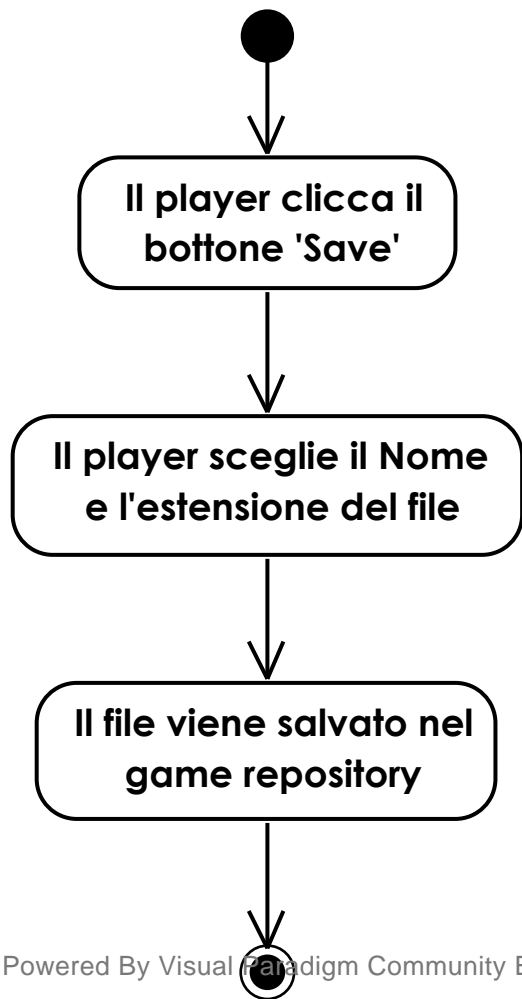 Il player clicca il
bottone 'Save'
Il player sceglie il Nome
e l'estensione del file
Il file viene salvato nel
game repository
Powered By Visual Paradigm Community